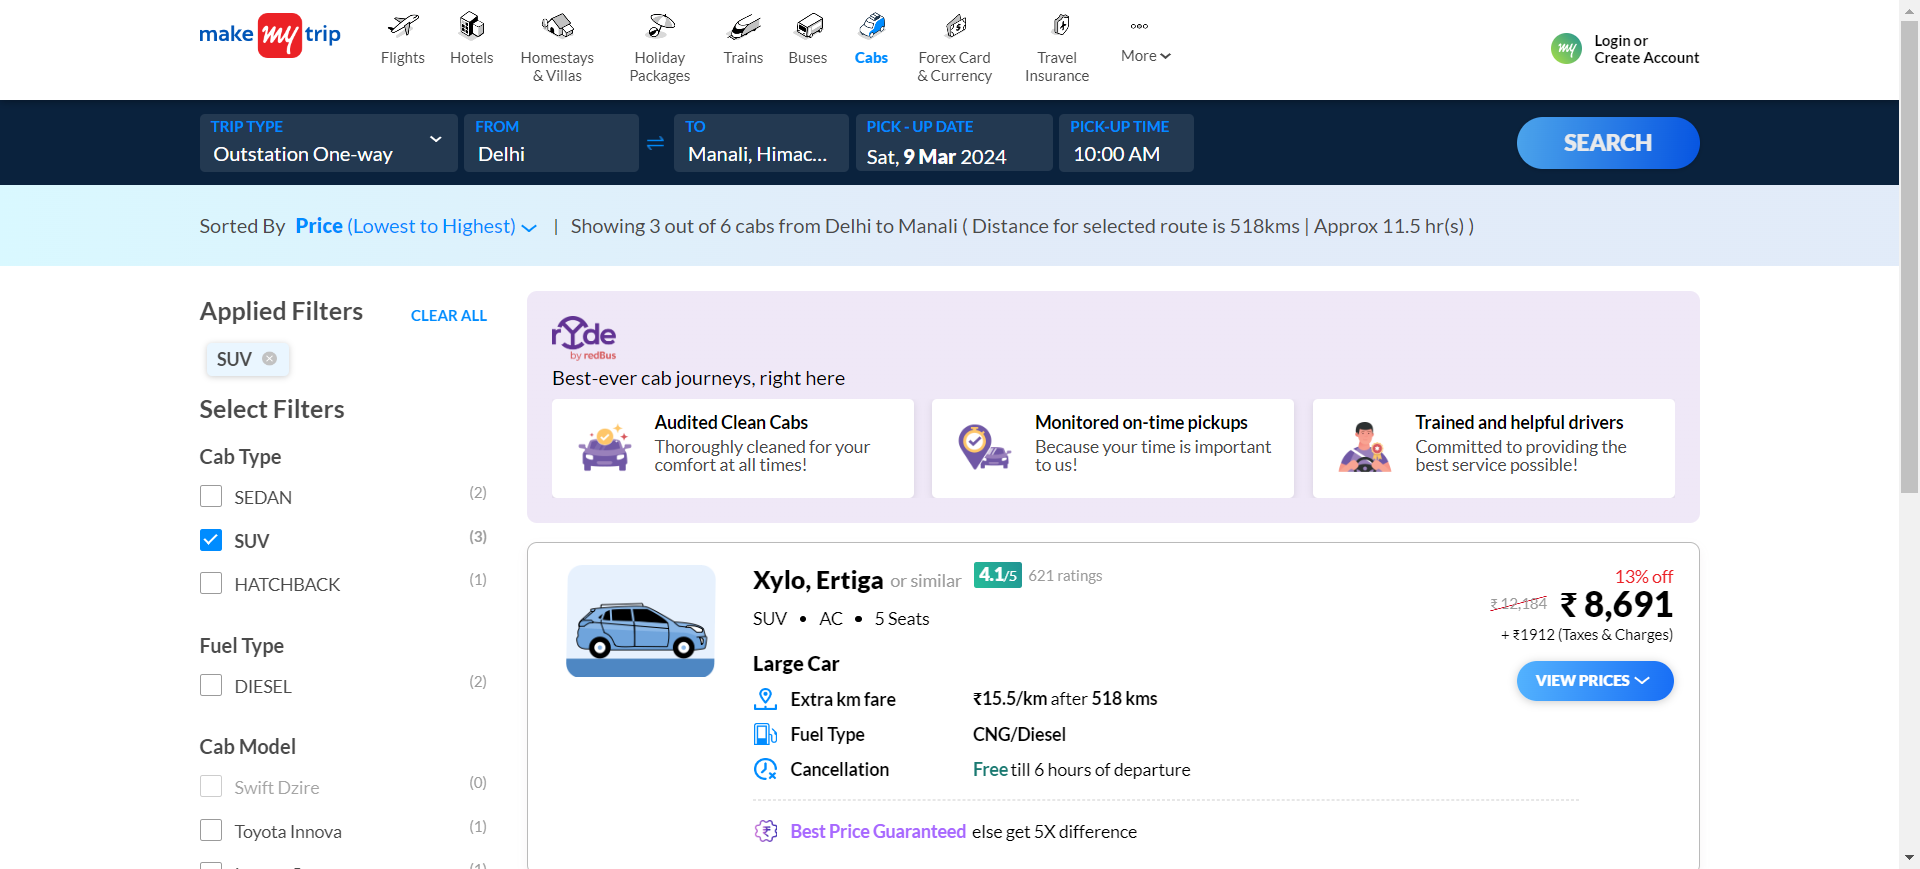 make my trip
Flights
Hotels
Homestays
& Villas
Holiday
Packages
Trains
Buses
Cabs
Forex Card
& Currency
Travel
Insurance
More
my
Login or
Create Account
TRIP TYPE
Outstation One-way
FROM
Delhi
TO
Manali, Himac...
PICK - UP DATE
Sat, 9 Mar 2024
PICK-UP TIME
10:00 AM
SEARCH
Sorted By Price (Lowest to Highest) | Showing 3 out of 6 cabs from Delhi to Manali ( Distance for selected route is 518kms | Approx 11.5 hr(s) )
Applied Filters
CLEAR ALL
SUV
Select Filters
Cab Type
SEDAN (2)
SUV (3)
HATCHBACK (1)
Fuel Type
DIESEL (2)
Cab Model
Swift Dzire (0)
Toyota Innova (1)
rYde
by redBus
Best-ever cab journeys, right here
Audited Clean Cabs
Thoroughly cleaned for your
comfort at all times!
Monitored on-time pickups
Because your time is important
to us!
Trained and helpful drivers
Committed to providing the
best service possible!
Xylo, Ertiga or similar 4.1/5 621 ratings
SUV • AC • 5 Seats
Large Car
Extra km fare ₹15.5/km after 518 kms
Fuel Type CNG/Diesel
Cancellation Free till 6 hours of departure
Best Price Guaranteed else get 5X difference
13% off
₹ 12,184 ₹ 8,691
+ ₹1912 (Taxes & Charges)
VIEW PRICES